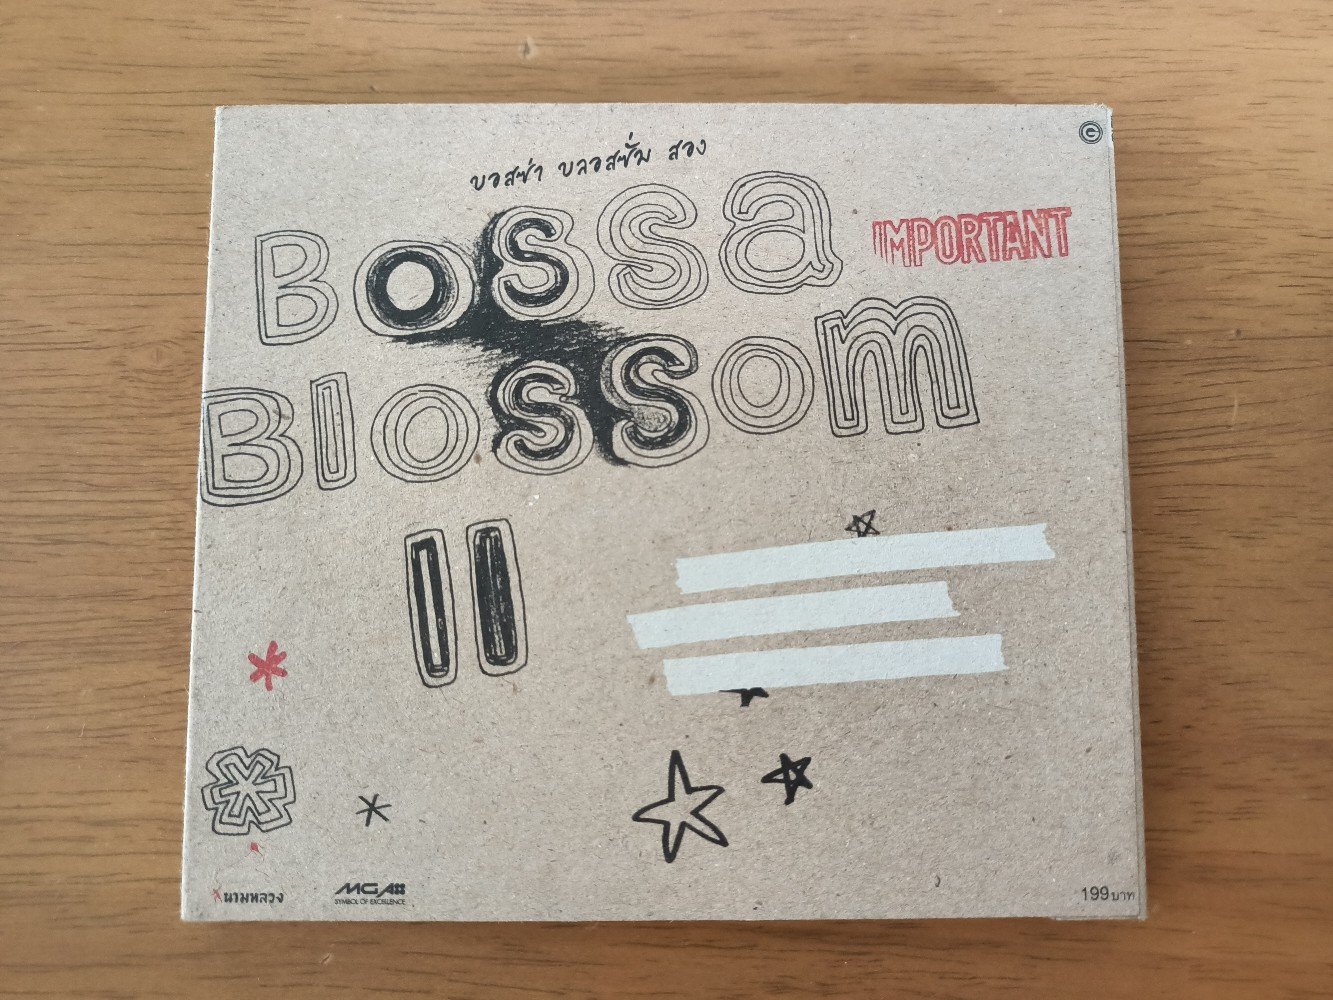 บอสซ่า บลอสซั่ม สอง
G
Bossa
IMPORTANT
Blossom
II
สนามหลวง
MGA
SYMBOL OF EXCELLENCE
199 บาท